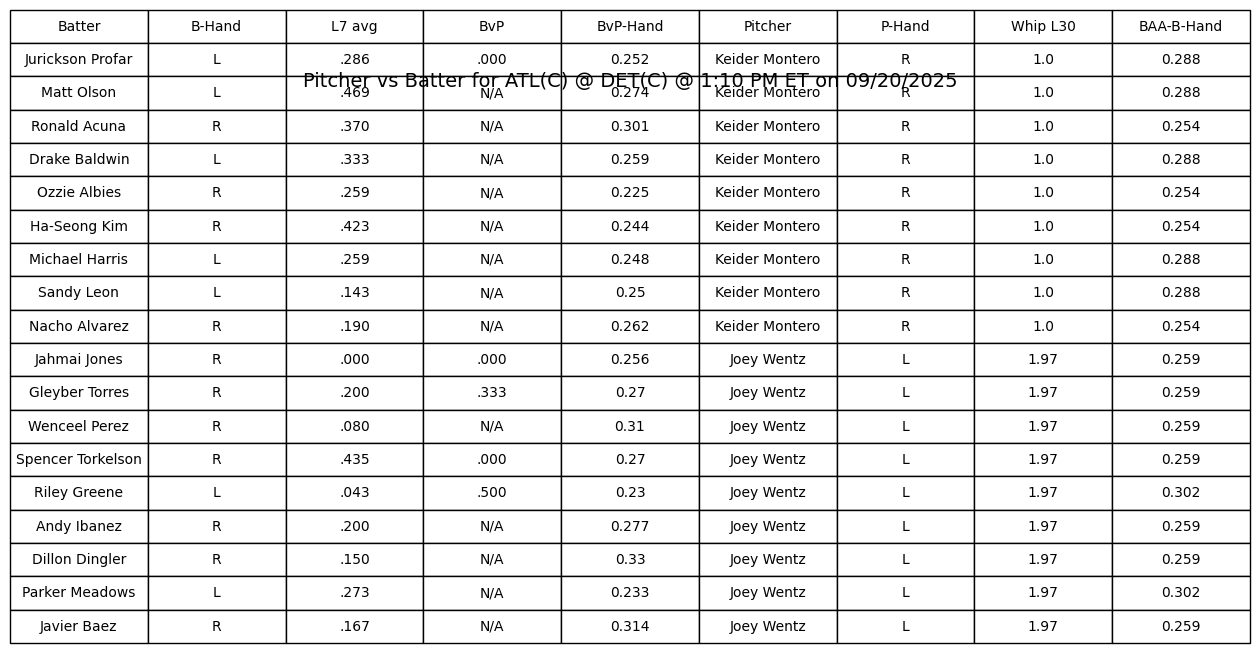 Batter B-Hand L7 avg BvP BvP-Hand Pitcher P-Hand Whip L30 BAA-B-Hand
Jurickson Profar L .286 .000 0.252 Keider Montero R 1.0 0.288
Pitcher vs Batter for ATL(C) @ DET(C) @ 1:10 PM ET on 09/20/2025
Matt Olson L .469 N/A 0.274 Keider Montero R 1.0 0.288
Ronald Acuna R .370 N/A 0.301 Keider Montero R 1.0 0.254
Drake Baldwin L .333 N/A 0.259 Keider Montero R 1.0 0.288
Ozzie Albies R .259 N/A 0.225 Keider Montero R 1.0 0.254
Ha-Seong Kim R .423 N/A 0.244 Keider Montero R 1.0 0.254
Michael Harris L .259 N/A 0.248 Keider Montero R 1.0 0.288
Sandy Leon L .143 N/A 0.25 Keider Montero R 1.0 0.288
Nacho Alvarez R .190 N/A 0.262 Keider Montero R 1.0 0.254
Jahmai Jones R .000 .000 0.256 Joey Wentz L 1.97 0.259
Gleyber Torres R .200 .333 0.27 Joey Wentz L 1.97 0.259
Wenceel Perez R .080 N/A 0.31 Joey Wentz L 1.97 0.259
Spencer Torkelson R .435 .000 0.27 Joey Wentz L 1.97 0.259
Riley Greene L .043 .500 0.23 Joey Wentz L 1.97 0.302
Andy Ibanez R .200 N/A 0.277 Joey Wentz L 1.97 0.259
Dillon Dingler R .150 N/A 0.33 Joey Wentz L 1.97 0.259
Parker Meadows L .273 N/A 0.233 Joey Wentz L 1.97 0.302
Javier Baez R .167 N/A 0.314 Joey Wentz L 1.97 0.259